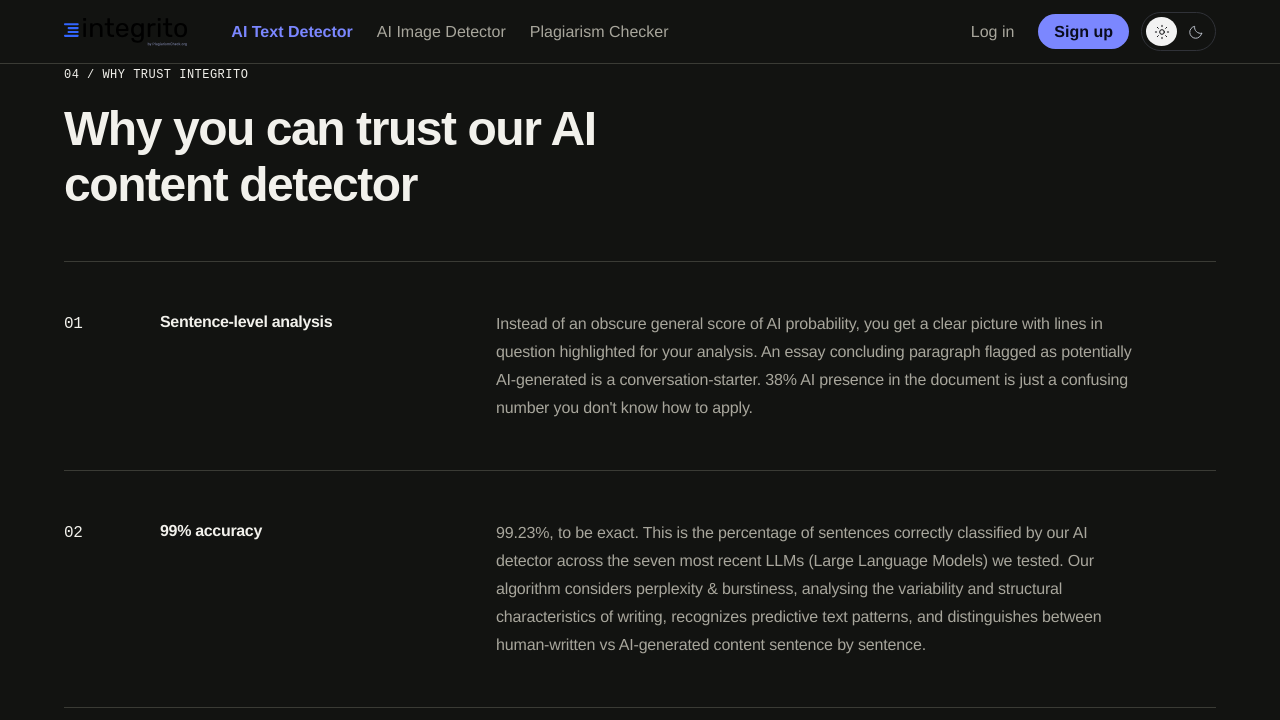 integrito
AI Text Detector
AI Image Detector
Plagiarism Checker
Log in
Sign up
04 / WHY TRUST INTEGRITO
Why you can trust our AI
content detector
01
Sentence-level analysis
Instead of an obscure general score of AI probability, you get a clear picture with lines in
question highlighted for your analysis. An essay concluding paragraph flagged as potentially
AI-generated is a conversation-starter. 38% AI presence in the document is just a confusing
number you don't know how to apply.
02
99% accuracy
99.23%, to be exact. This is the percentage of sentences correctly classified by our AI
detector across the seven most recent LLMs (Large Language Models) we tested. Our
algorithm considers perplexity & burstiness, analysing the variability and structural
characteristics of writing, recognizes predictive text patterns, and distinguishes between
human-written vs AI-generated content sentence by sentence.